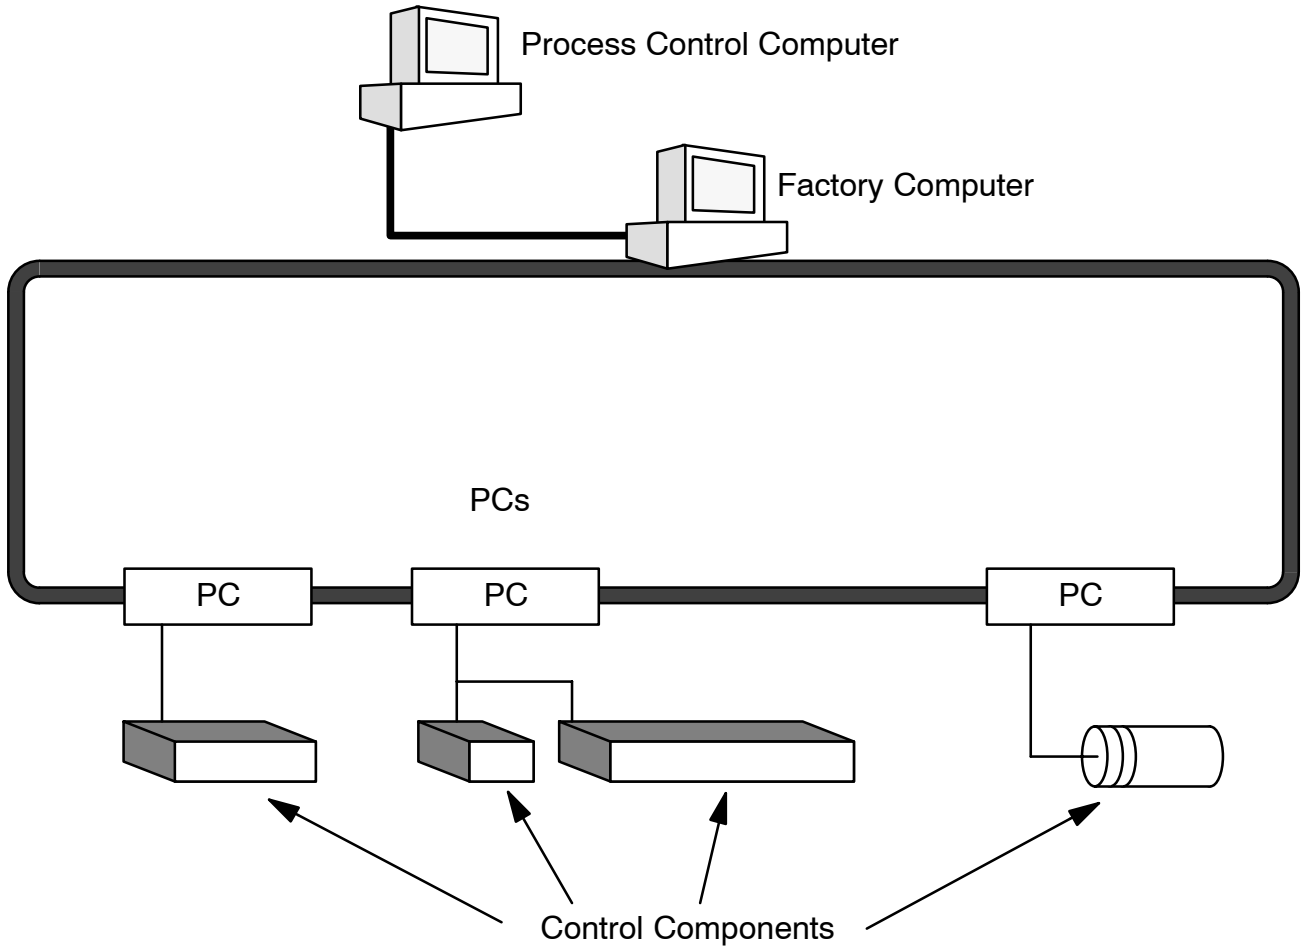 Process Control Computer
Factory Computer
PCs
PC
PC
PC
Control Components